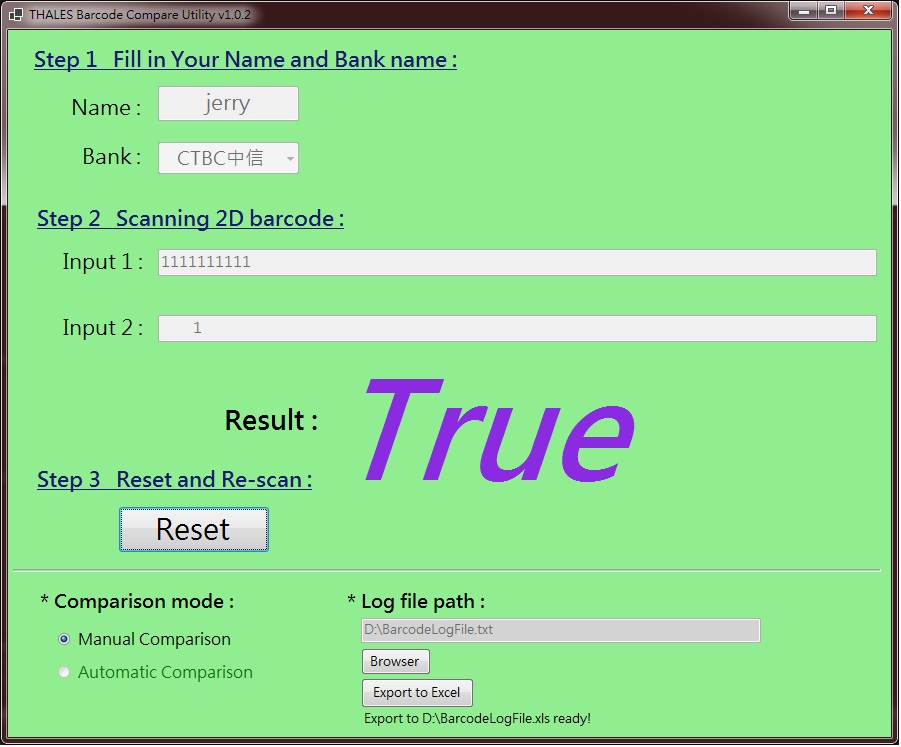 THALES Barcode Compare Utility v1.0.2
Step 1 Fill in Your Name and Bank name :
Name : jerry
Bank : CTBC中信
Step 2 Scanning 2D barcode :
Input 1 : 1111111111
Input 2 : 1
Result : True
Step 3 Reset and Re-scan :
Reset
* Comparison mode : * Log file path :
D:\BarcodeLogFile.txt
Manual Comparison
Browser
Automatic Comparison
Export to Excel
Export to D:\BarcodeLogFile.xls ready!